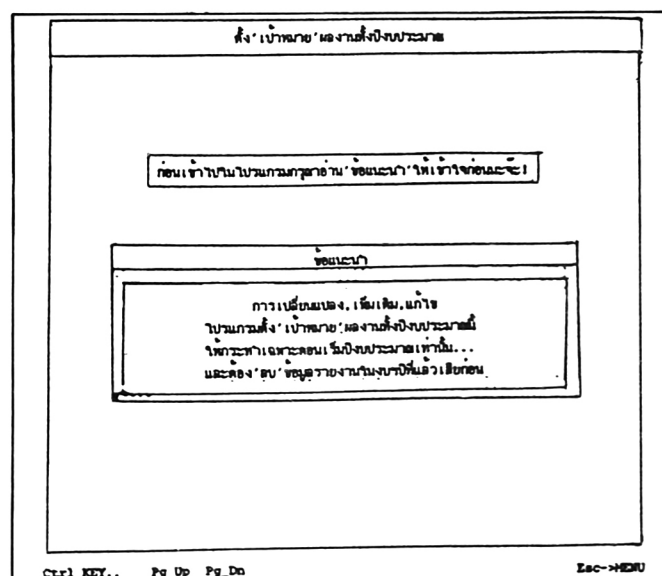 ตั้ง'เป้าหมาย'ผลงานทั้งปีงบประมาณ
ก่อนเข้าไปในโปรแกรมกรุณาอ่าน'ข้อแนะนำ'ให้เข้าใจก่อนนะจ๊ะ!
ข้อแนะนำ
การเปลี่ยนแปลง,เพิ่มเติม,แก้ไข
โปรแกรมตั้ง'เป้าหมาย'ผลงานทั้งปีงบประมาณนี้
ให้กระทำเฉพาะตอนเริ่มปีงบประมาณเท่านั้น...
และต้อง'ลบ'ข้อมูลรายงานในงบฯปีที่แล้วเสียก่อน
Ctrl KEY.. Pg Up Pg Dn Esc->MENU